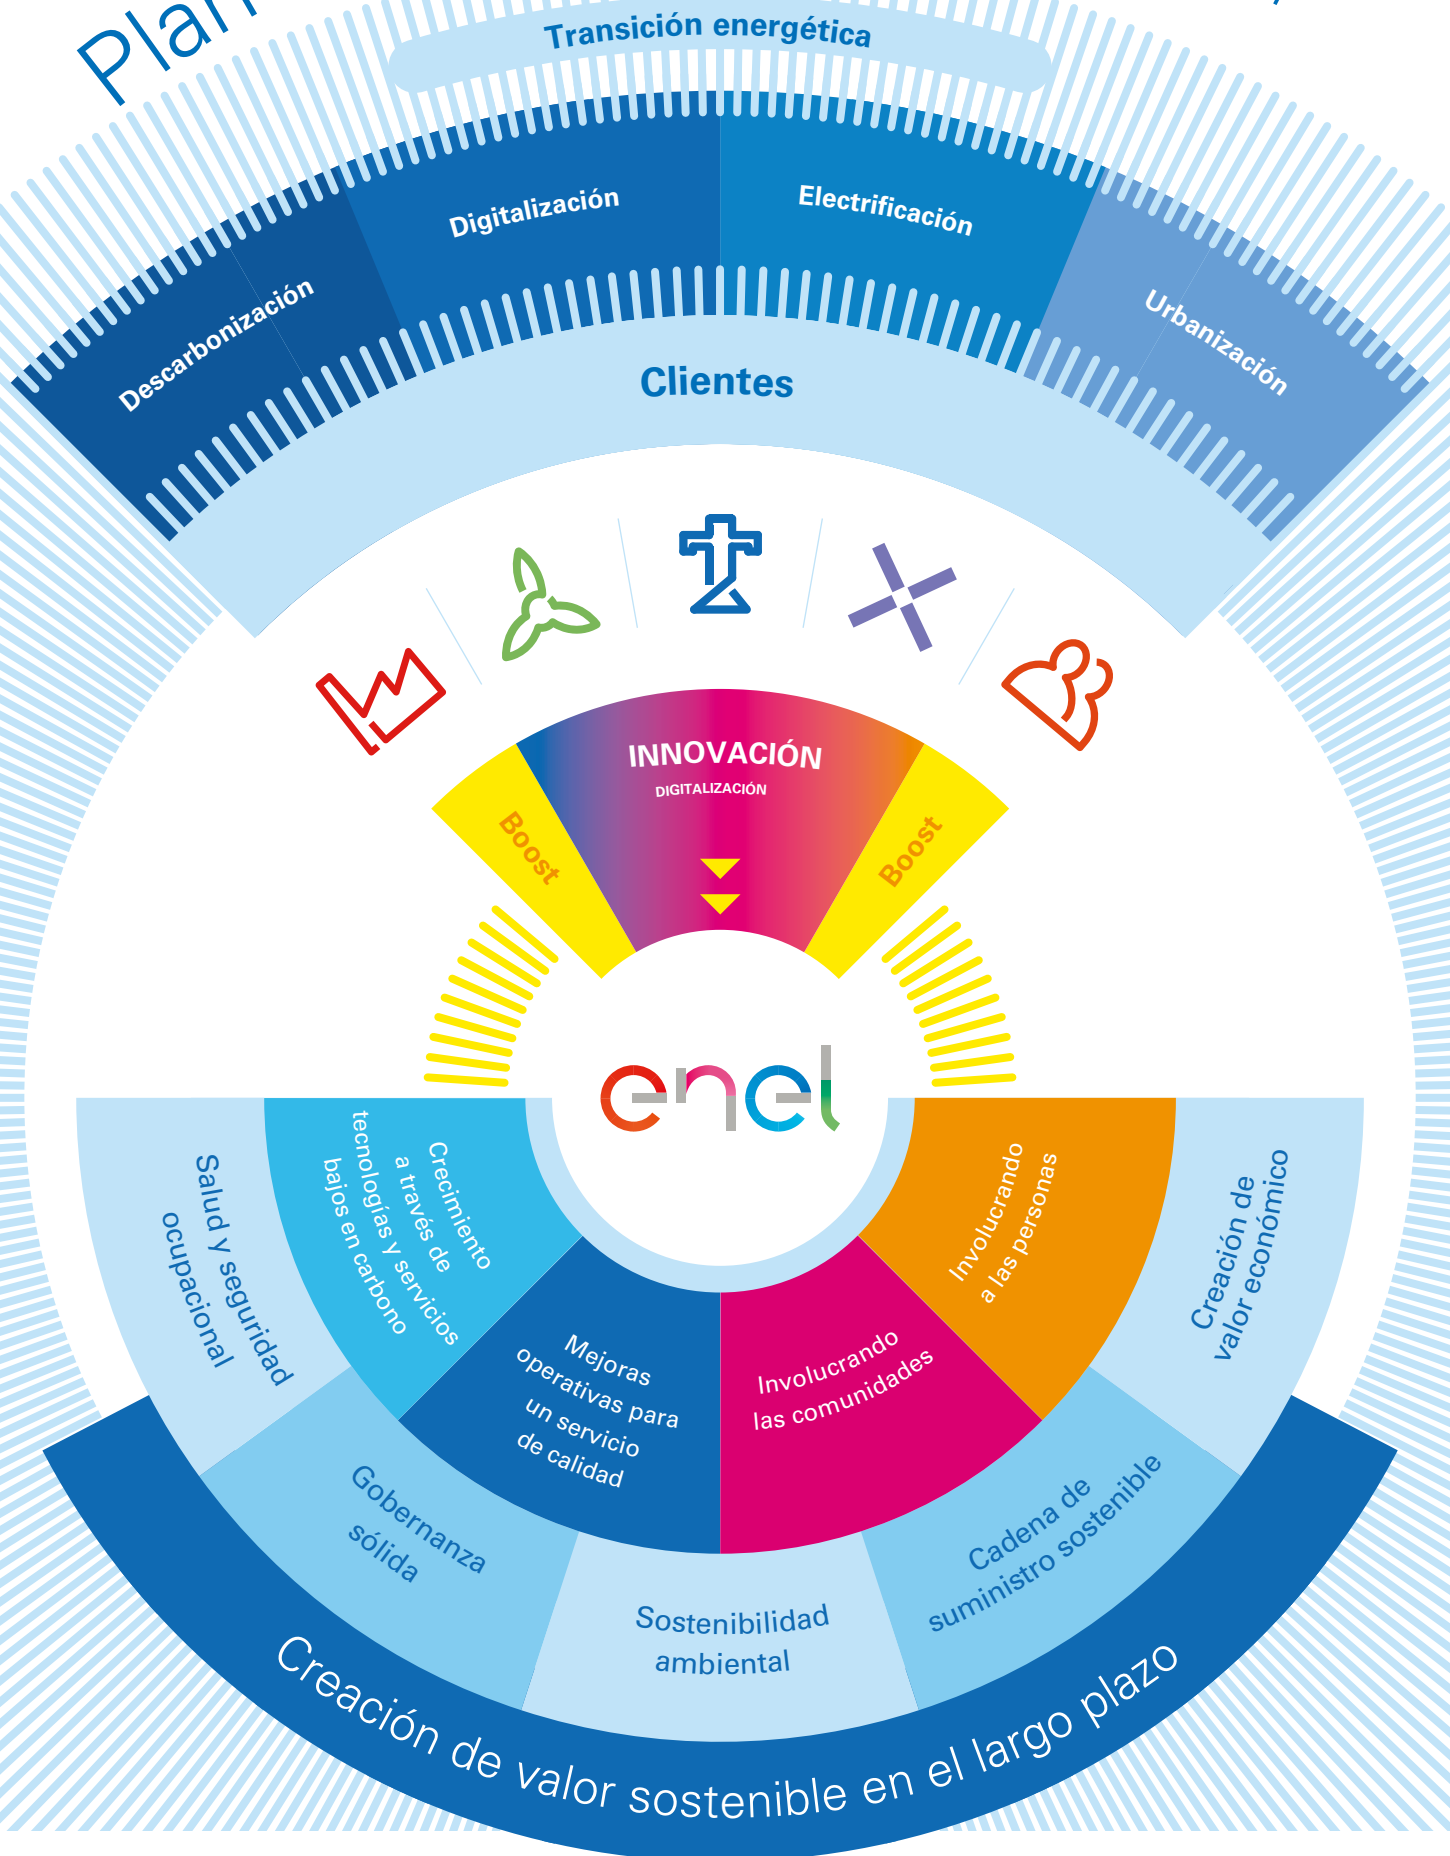 Plan
Transición energética
Descarbonización
Digitalización
Electrificación
Urbanización
Clientes
INNOVACIÓN
DIGITALIZACIÓN
Boost
Boost
enel
Crecimiento
a través de
tecnologías y servicios
bajos en carbono
Mejoras
operativas para
un servicio
de calidad
Involucrando
las comunidades
Involucrando
a las personas
Salud y seguridad
ocupacional
Gobernanza
sólida
Sostenibilidad
ambiental
Cadena de
suministro sostenible
Creación de
valor económico
Creación de valor sostenible en el largo plazo